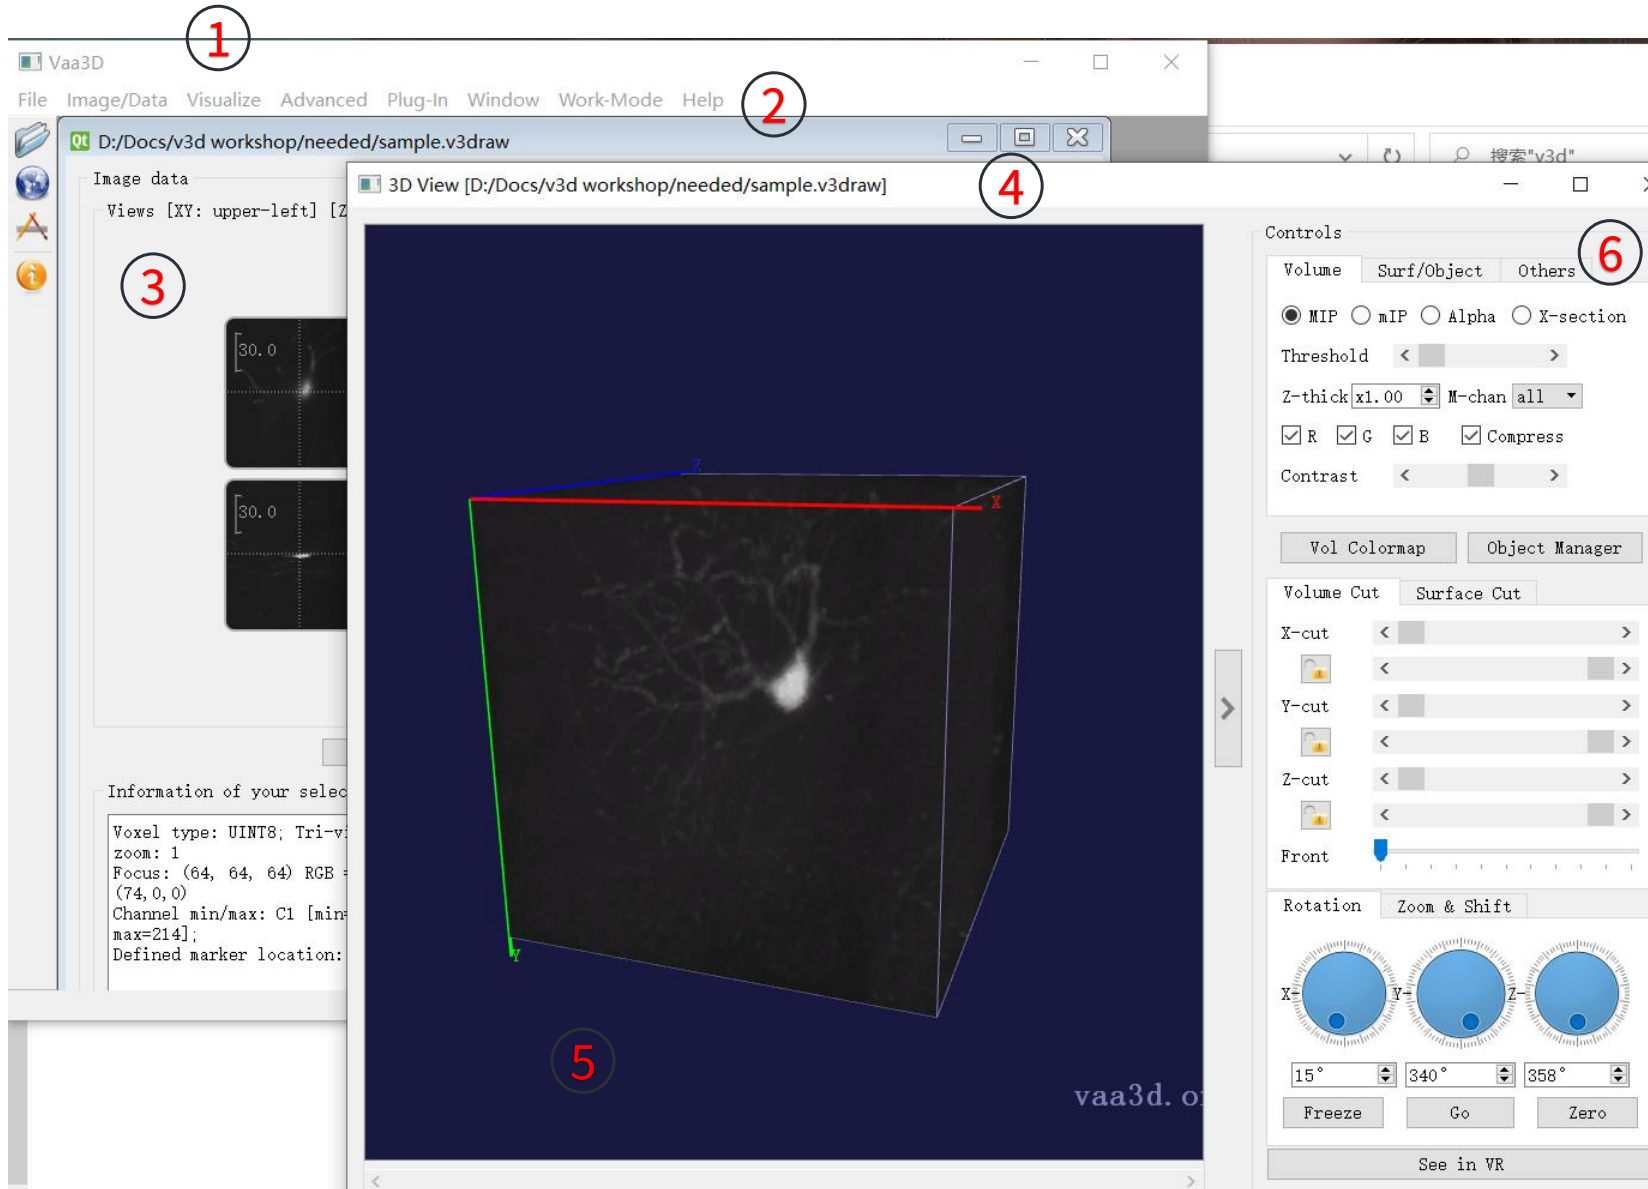 1
Vaa3D
File Image/Data Visualize Advanced Plug-In Window Work-Mode Help
2
D:/Docs/v3d workshop/needed/sample.v3draw
搜索"v3d"
Image data
Views [XY: upper-left] [Z
3
30.0
30.0
Information of your selec
Voxel type: UINT8; Tri-vi
zoom: 1
Focus: (64, 64, 64) RGB =
(74,0,0)
Channel min/max: C1 [min=
max=214];
Defined marker location:
3D View [D:/Docs/v3d workshop/needed/sample.v3draw]
4
Z
X
Y
5
vaa3d.o
Controls
6
Volume Surf/Object Others
MIP mIP Alpha X-section
Threshold
Z-thick x1.00 M-chan all
R G B Compress
Contrast
Vol Colormap Object Manager
Volume Cut Surface Cut
X-cut
Y-cut
Z-cut
Front
Rotation Zoom & Shift
X Y Z
15° 340° 358°
Freeze Go Zero
See in VR